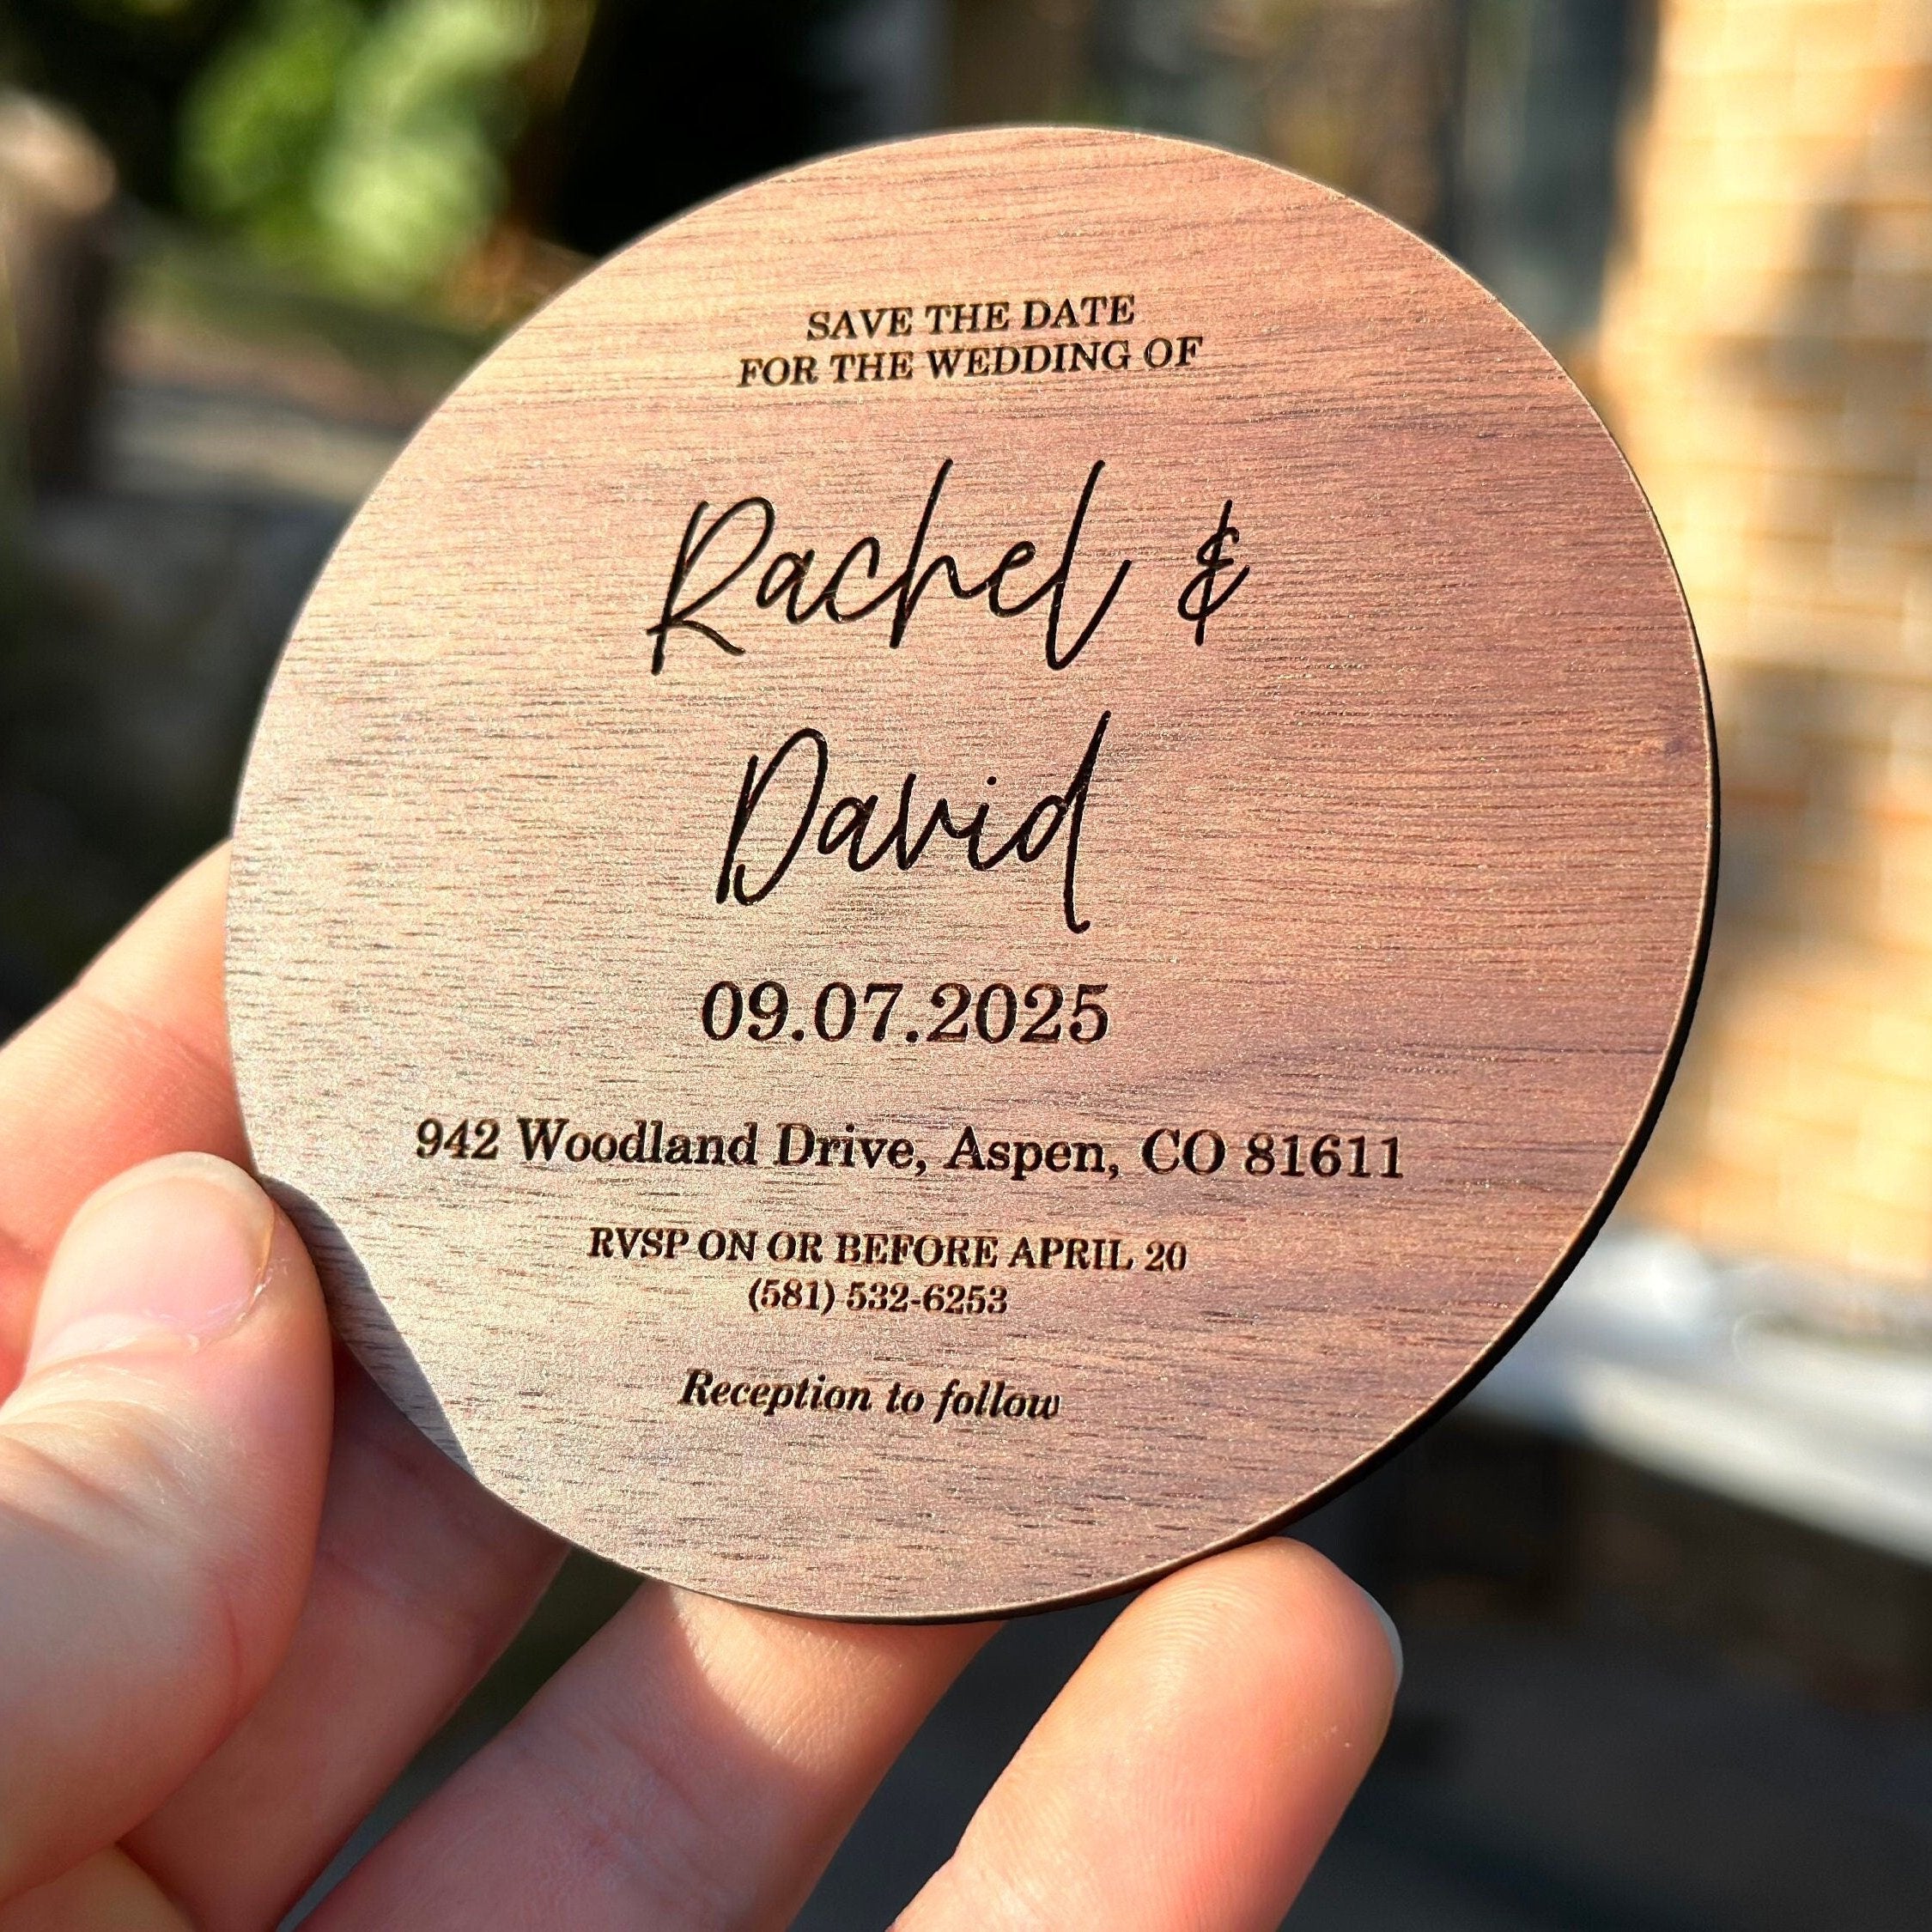 SAVE THE DATE
FOR THE WEDDING OF
Rachel &
David
09.07.2025
942 Woodland Drive, Aspen, CO 81611
RVSP ON OR BEFORE APRIL 20
(581) 532-6253
Reception to follow